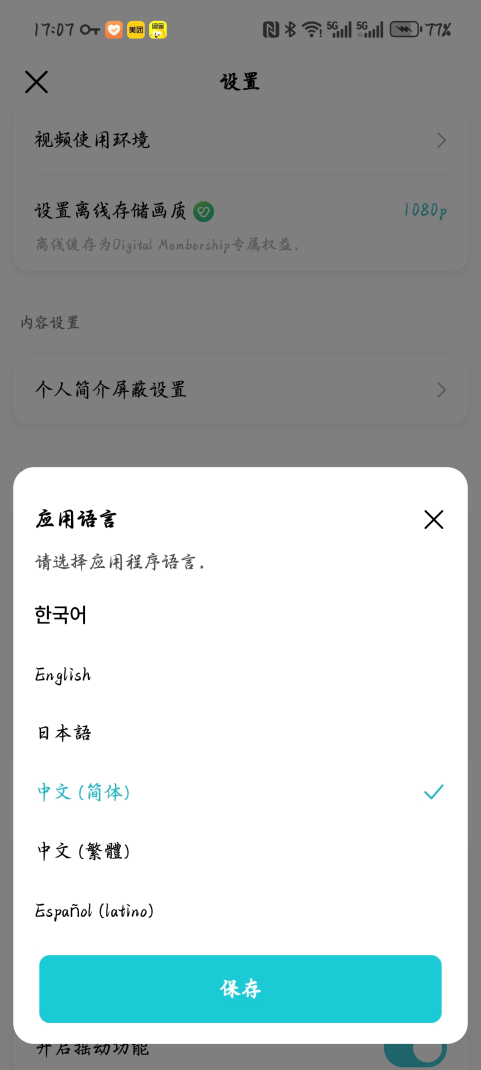 17:07 美团 5G 5G 77%
设置
视频使用环境
设置离线存储画质 1080p
离线缓存为Digital Membership专属权益.
内容设置
个人简介屏蔽设置
应用语言
请选择应用程序语言.
한국어
English
日本語
中文 (简体)
中文 (繁體)
Español (latino)
保存
开启摇动功能